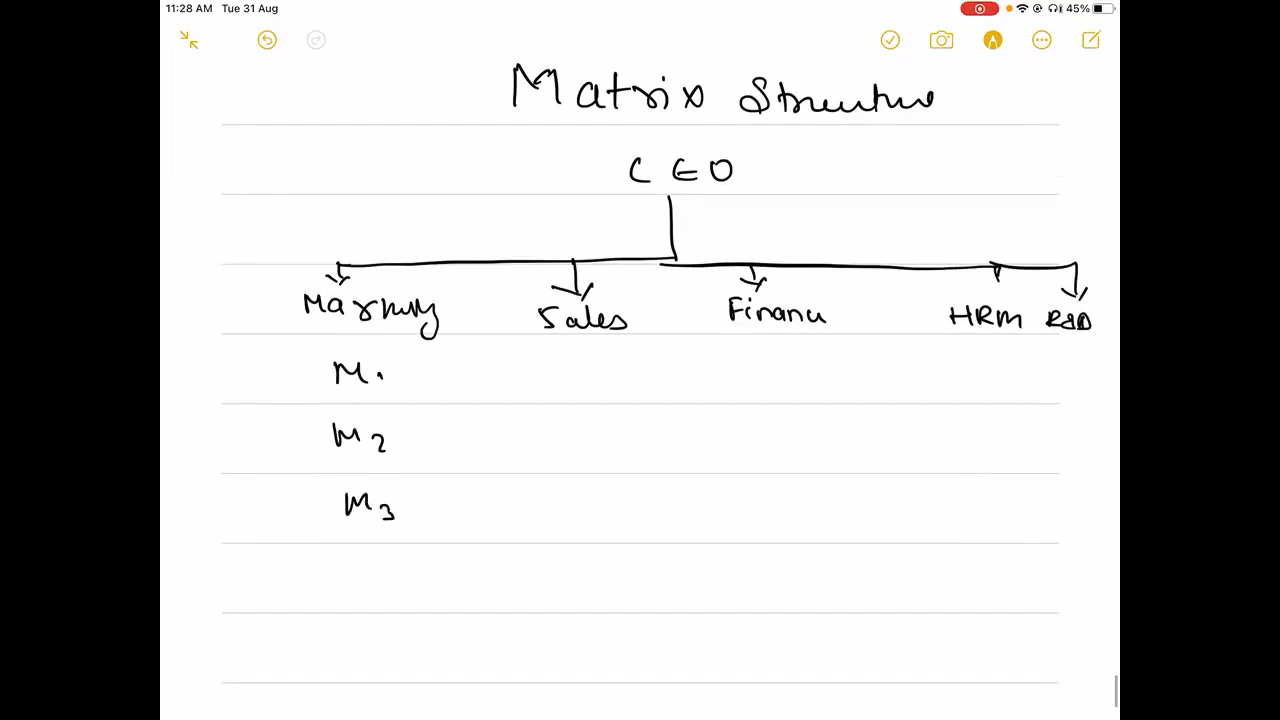 11:28 AM Tue 31 Aug 45%
Matrix Structure
CEO
Marketing Sales Finance HRM R&D
M1
M2
M3